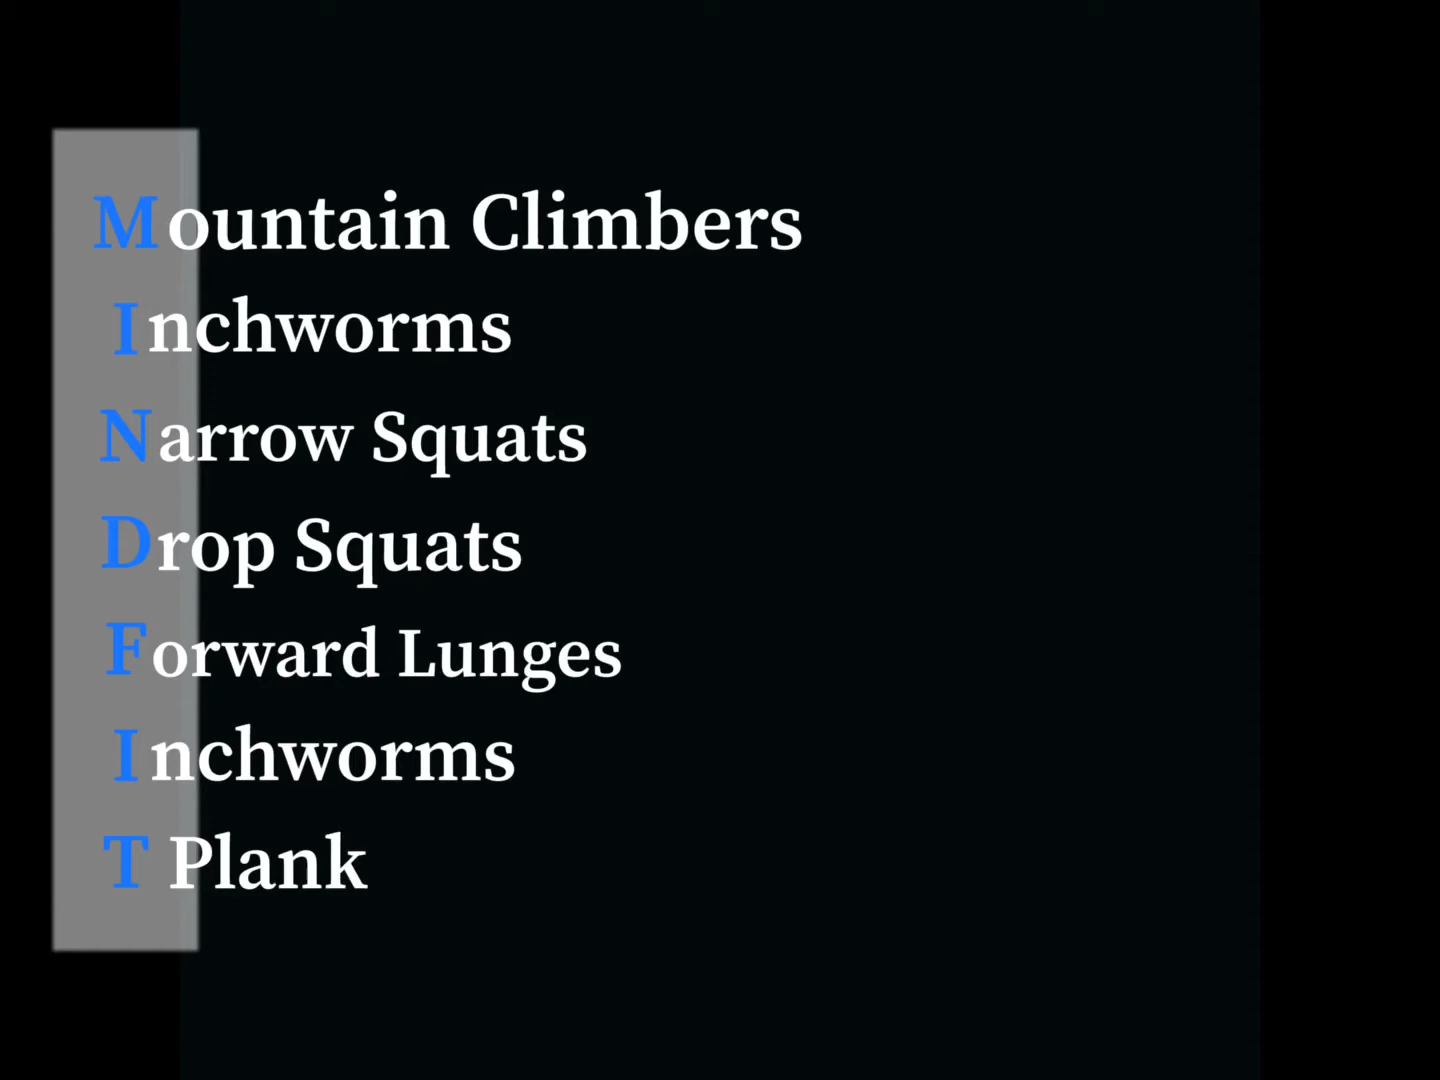 Mountain Climbers
Inchworms
Narrow Squats
Drop Squats
Forward Lunges
Inchworms
T Plank